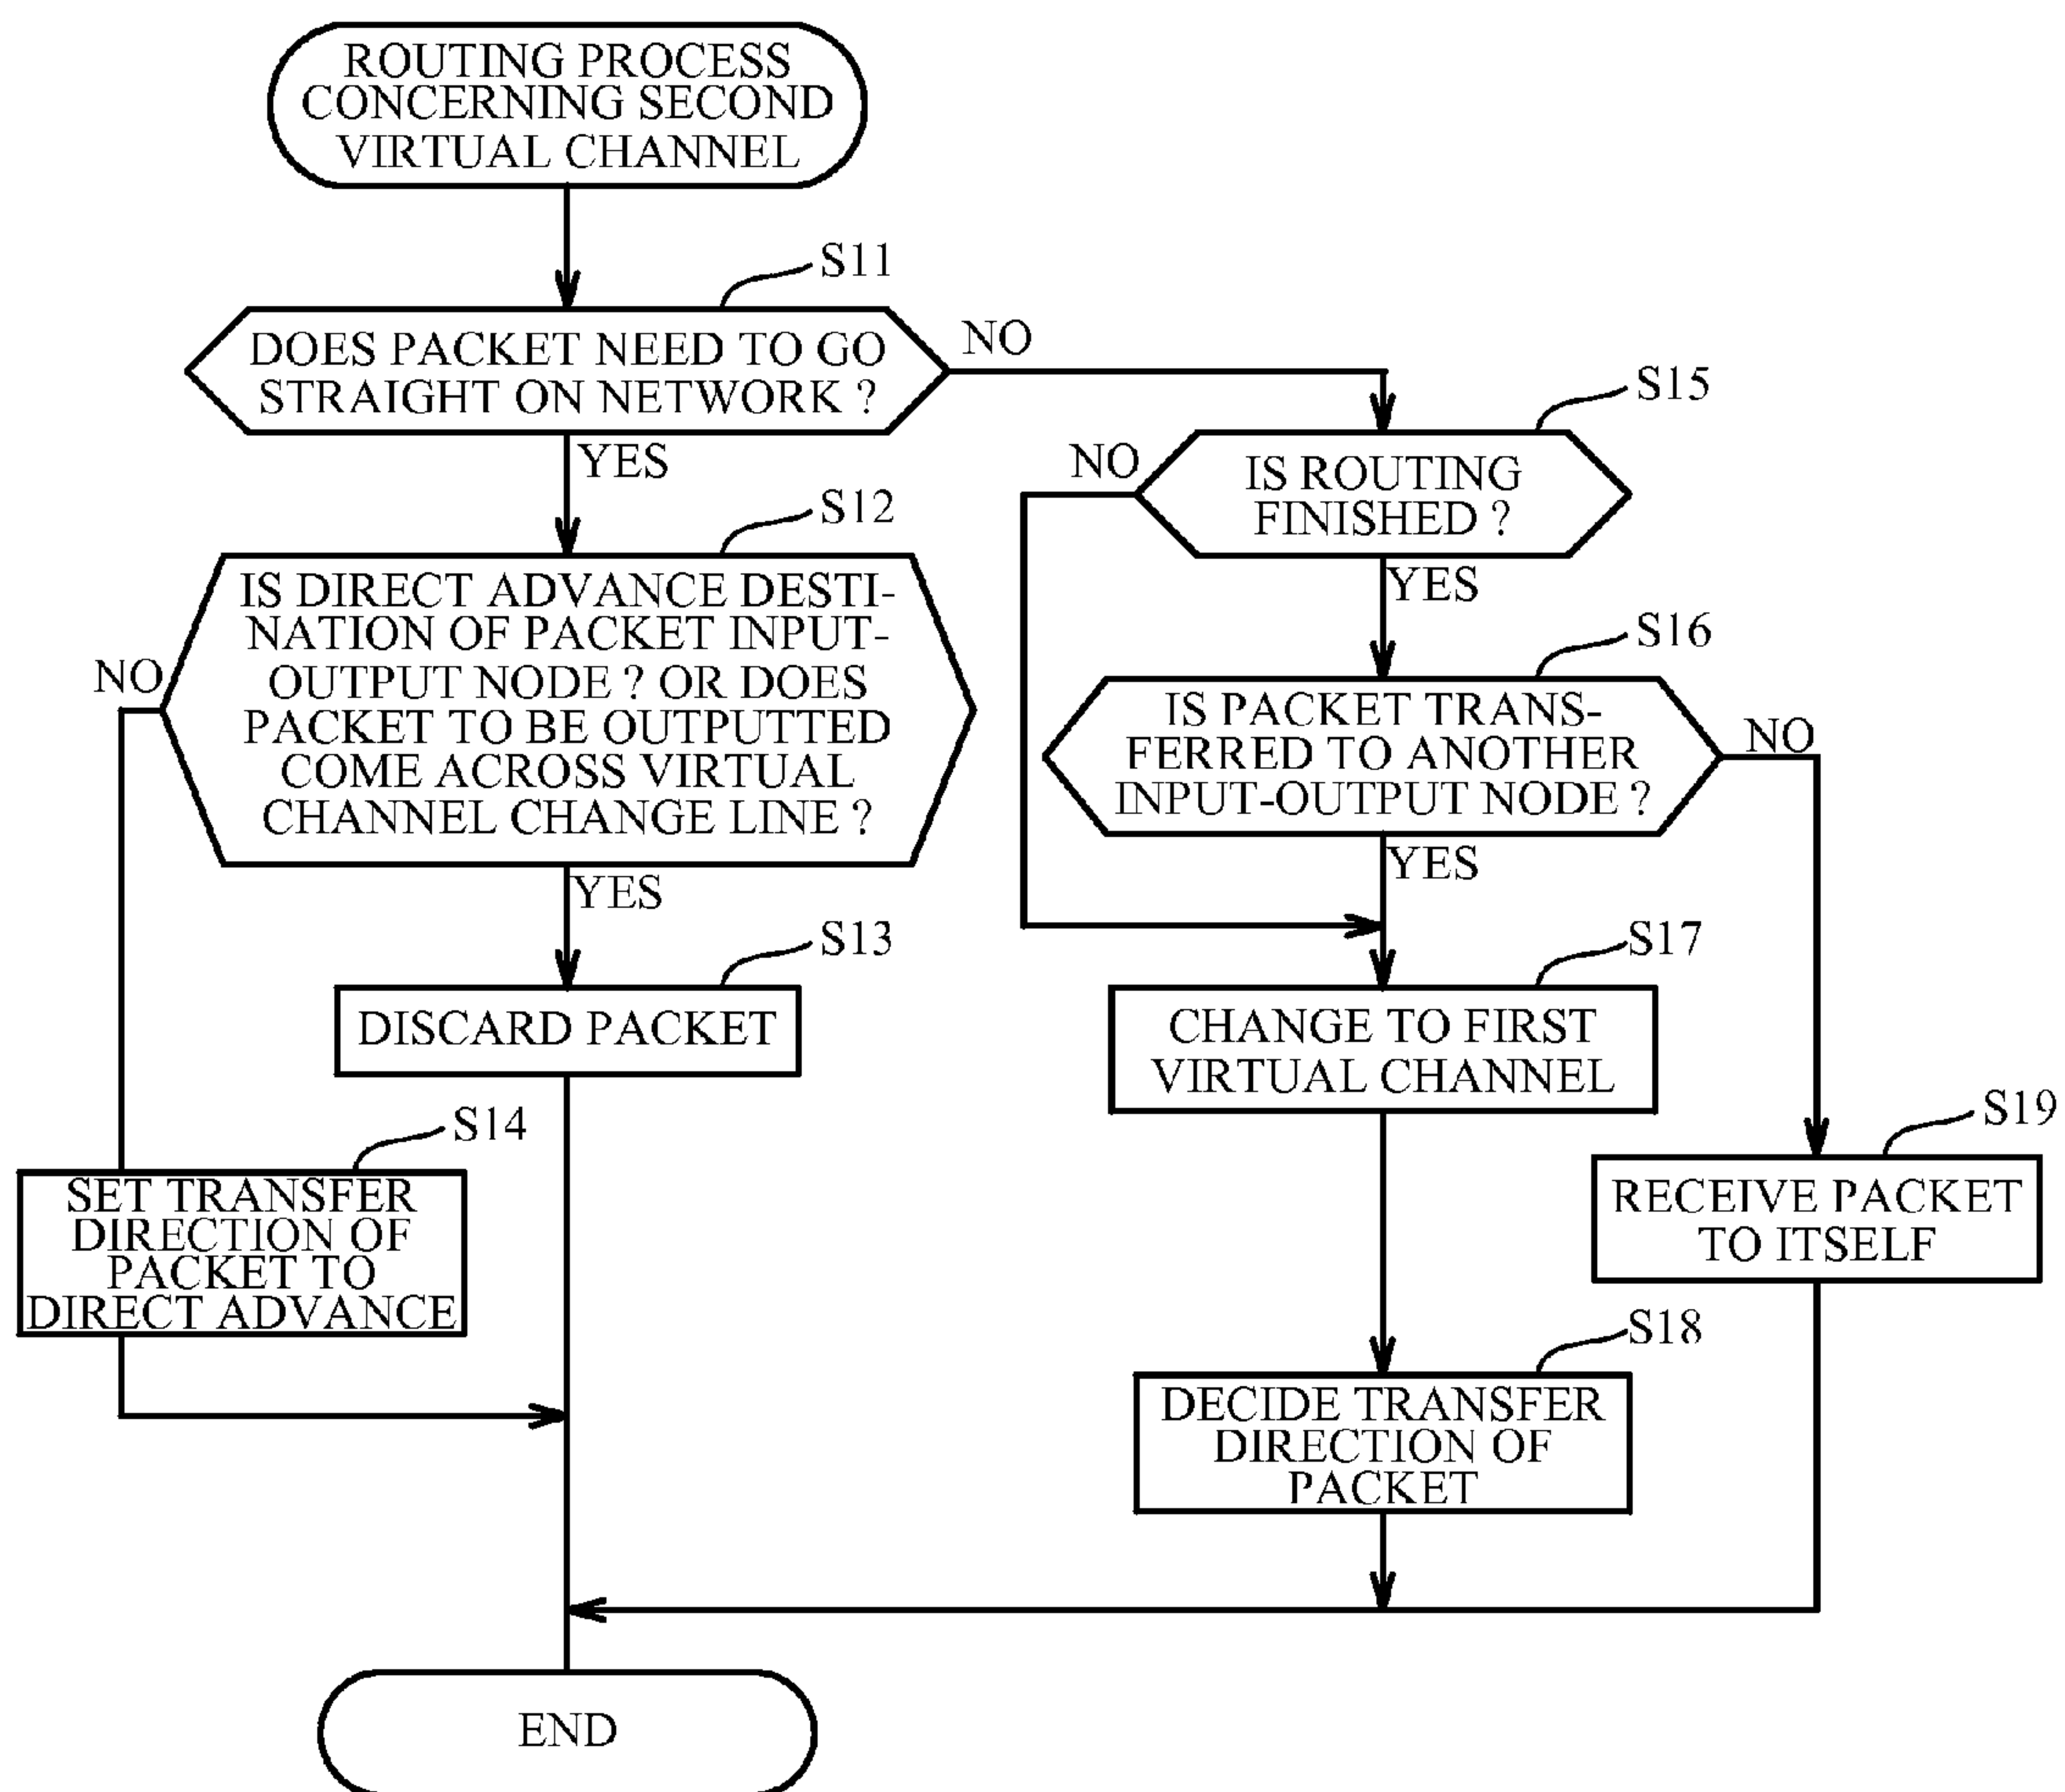 ROUTING PROCESS
CONCERNING SECOND
VIRTUAL CHANNEL
S11
DOES PACKET NEED TO GO
STRAIGHT ON NETWORK ?
NO
YES
S12
IS DIRECT ADVANCE DESTI-
NATION OF PACKET INPUT-
OUTPUT NODE ? OR DOES
PACKET TO BE OUTPUTTED
COME ACROSS VIRTUAL
CHANNEL CHANGE LINE ?
NO
YES
S13
DISCARD PACKET
S14
SET TRANSFER
DIRECTION OF
PACKET TO
DIRECT ADVANCE
S15
IS ROUTING
FINISHED ?
NO
YES
S16
IS PACKET TRANS-
FERRED TO ANOTHER
INPUT-OUTPUT NODE ?
NO
YES
S17
CHANGE TO FIRST
VIRTUAL CHANNEL
S19
RECEIVE PACKET
TO ITSELF
S18
DECIDE TRANSFER
DIRECTION OF
PACKET
END